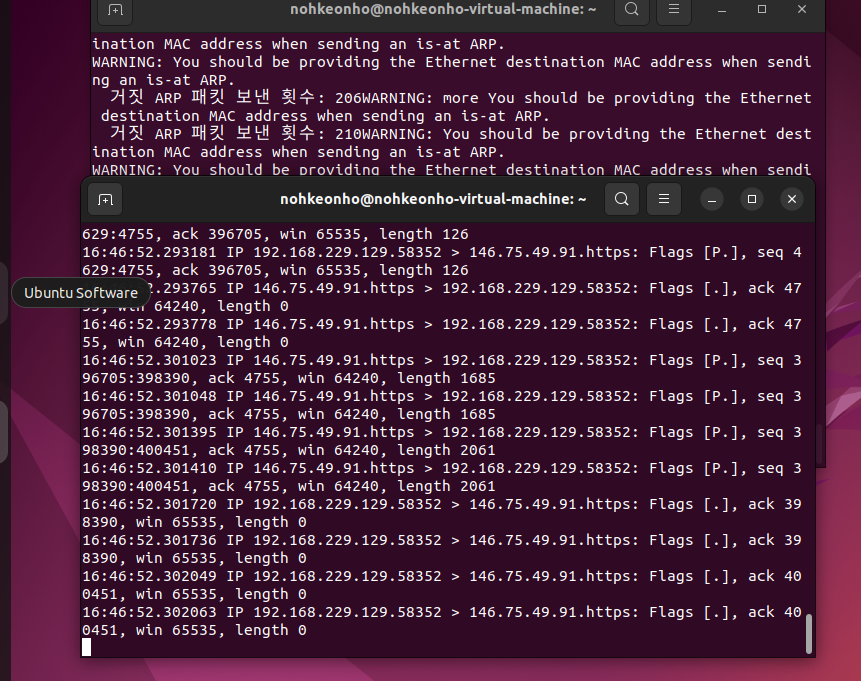 nohkeonho@nohkeonho-virtual-machine: ~
ination MAC address when sending an is-at ARP.
WARNING: You should be providing the Ethernet destination MAC address when sendi
ng an is-at ARP.
거짓 ARP 패킷 보낸 횟수: 206WARNING: more You should be providing the Ethernet
destination MAC address when sending an is-at ARP.
거짓 ARP 패킷 보낸 횟수: 210WARNING: You should be providing the Ethernet dest
ination MAC address when sending an is-at ARP.
WARNING: You should be providing the Ethernet destination MAC address when sendi
nohkeonho@nohkeonho-virtual-machine: ~
629:4755, ack 396705, win 65535, length 126
16:46:52.293181 IP 192.168.229.129.58352 > 146.75.49.91.https: Flags [P.], seq 4
629:4755, ack 396705, win 65535, length 126
2.293765 IP 146.75.49.91.https > 192.168.229.129.58352: Flags [.], ack 47
Ubuntu Software
55, win 64240, length 0
16:46:52.293778 IP 146.75.49.91.https > 192.168.229.129.58352: Flags [.], ack 47
55, win 64240, length 0
16:46:52.301023 IP 146.75.49.91.https > 192.168.229.129.58352: Flags [P.], seq 3
96705:398390, ack 4755, win 64240, length 1685
16:46:52.301048 IP 146.75.49.91.https > 192.168.229.129.58352: Flags [P.], seq 3
96705:398390, ack 4755, win 64240, length 1685
16:46:52.301395 IP 146.75.49.91.https > 192.168.229.129.58352: Flags [P.], seq 3
98390:400451, ack 4755, win 64240, length 2061
16:46:52.301410 IP 146.75.49.91.https > 192.168.229.129.58352: Flags [P.], seq 3
98390:400451, ack 4755, win 64240, length 2061
16:46:52.301720 IP 192.168.229.129.58352 > 146.75.49.91.https: Flags [.], ack 39
8390, win 65535, length 0
16:46:52.301736 IP 192.168.229.129.58352 > 146.75.49.91.https: Flags [.], ack 39
8390, win 65535, length 0
16:46:52.302049 IP 192.168.229.129.58352 > 146.75.49.91.https: Flags [.], ack 40
0451, win 65535, length 0
16:46:52.302063 IP 192.168.229.129.58352 > 146.75.49.91.https: Flags [.], ack 40
0451, win 65535, length 0